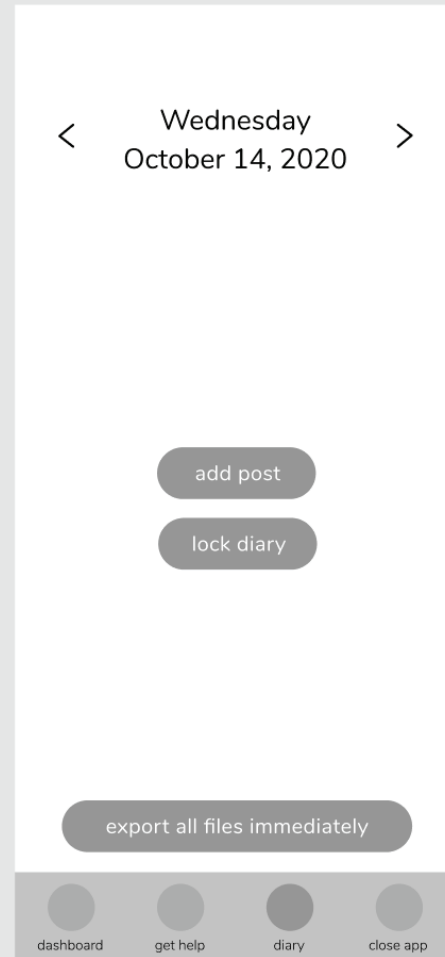 Wednesday
October 14, 2020
add post
lock diary
export all files immediately
dashboard
get help
diary
close app